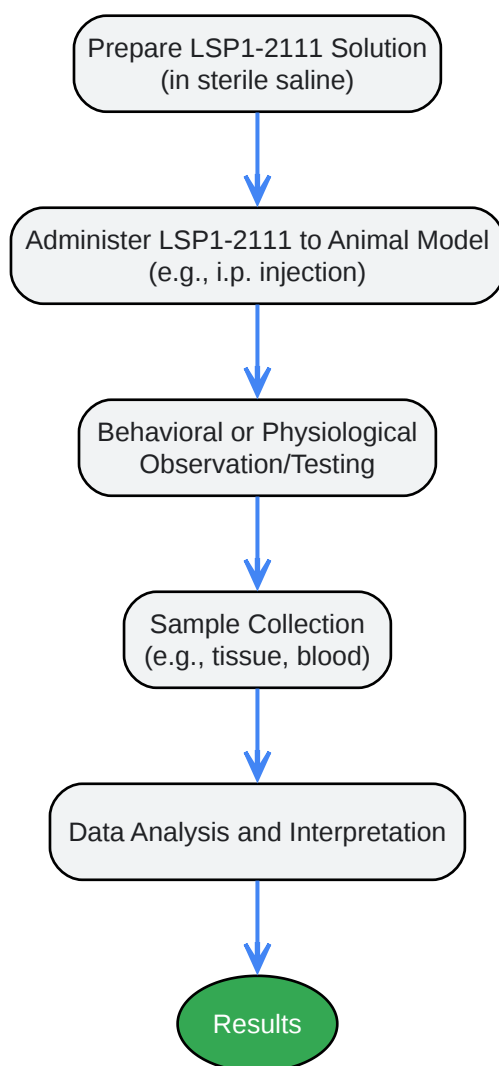 Prepare LSP1-2111 Solution
(in sterile saline)
Administer LSP1-2111 to Animal Model
(e.g., i.p. injection)
Behavioral or Physiological
Observation/Testing
Sample Collection
(e.g., tissue, blood)
Data Analysis and Interpretation
Results